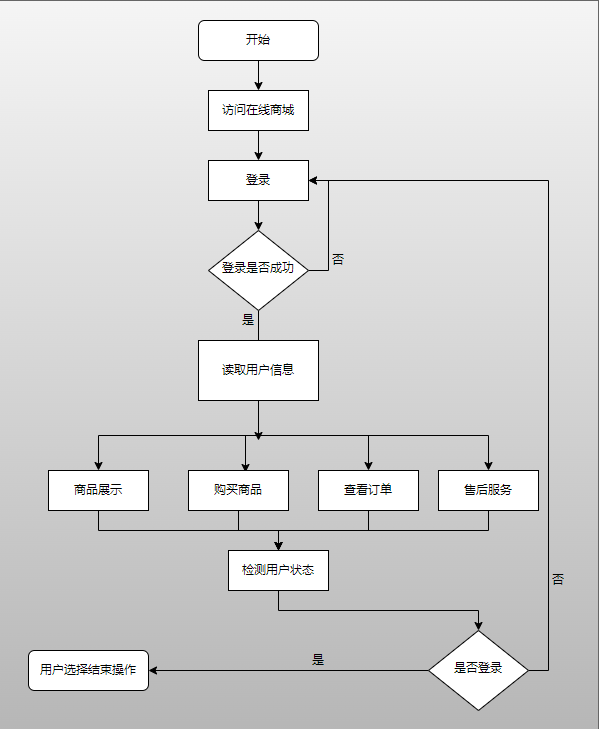 开始
访问在线商城
登录
登录是否成功
否
是
读取用户信息
商品展示
购买商品
查看订单
售后服务
检测用户状态
否
是否登录
是
用户选择结束操作